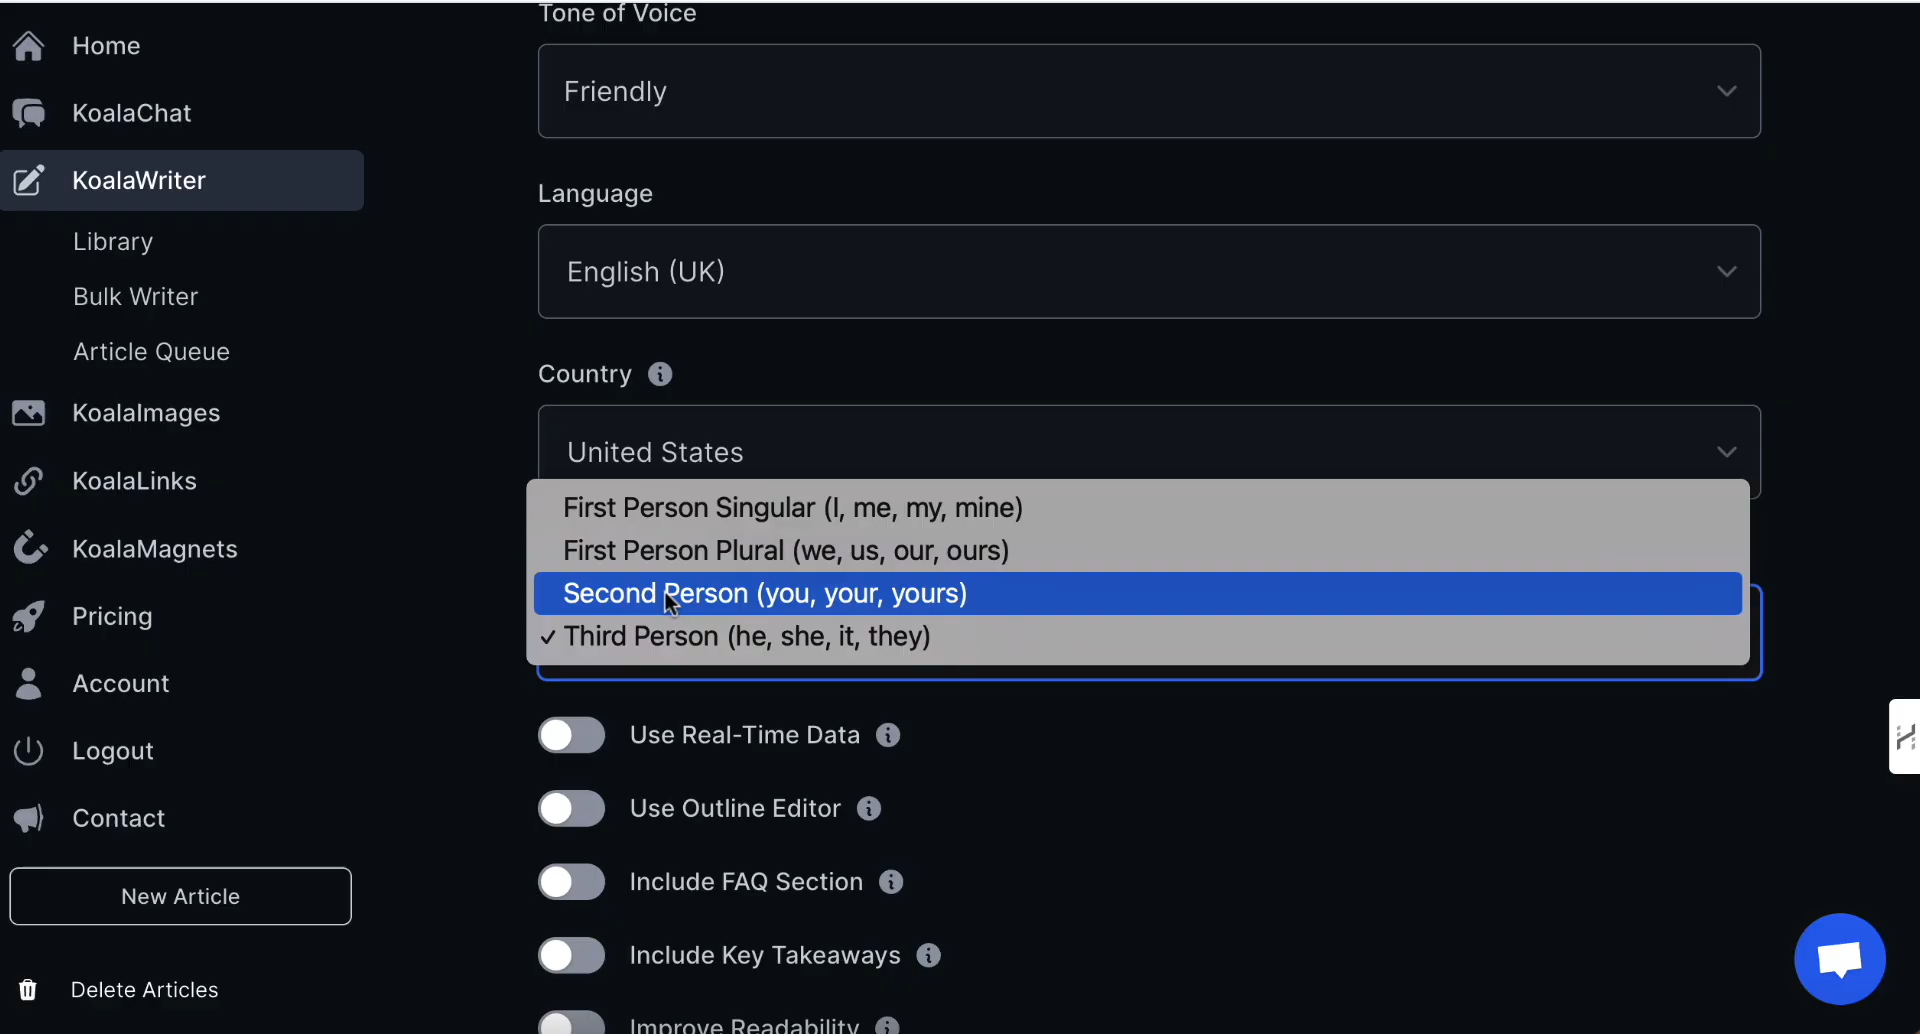 Home
KoalaChat
KoalaWriter
Library
Bulk Writer
Article Queue
KoalaImages
KoalaLinks
KoalaMagnets
Pricing
Account
Logout
Contact
New Article
Delete Articles
Tone of Voice
Friendly
Language
English (UK)
Country
United States
First Person Singular (I, me, my, mine)
First Person Plural (we, us, our, ours)
Second Person (you, your, yours)
✓ Third Person (he, she, it, they)
Use Real-Time Data
Use Outline Editor
Include FAQ Section
Include Key Takeaways
Improve Readability